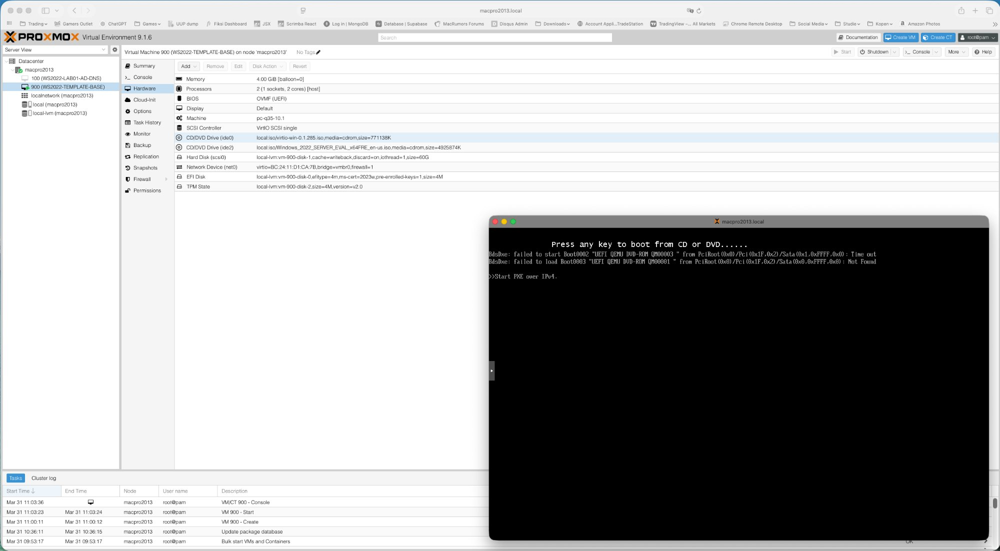 macpro2013.local
Trading
Gamers Outlet
ChatGPT
Games
UUP dump
Fiksi Dashboard
JSX
Scrimba React
Log in | MongoDB
Database | Supabase
MacRumors Forums
Disqus Admin
Downloads
Account Appli...TradeStation
TradingView –... All Markets
Chrome Remote Desktop
Social Media
Studie
Kopen
Amazon Photos
PROXMOX Virtual Environment 9.1.6
Search
Documentation
Create VM
Create CT
root@pam
Server View
Virtual Machine 900 (WS2022-TEMPLATE-BASE) on node 'macpro2013'
No Tags
Start
Shutdown
Console
More
Help
Datacenter
macpro2013
100 (WS2022-LAB01-AD-DNS)
900 (WS2022-TEMPLATE-BASE)
localnetwork (macpro2013)
local (macpro2013)
local-lvm (macpro2013)
Summary
Console
Hardware
Cloud-Init
Options
Task History
Monitor
Backup
Replication
Snapshots
Firewall
Permissions
Add
Remove
Edit
Disk Action
Revert
Memory 4.00 GiB [balloon=0]
Processors 2 (1 sockets, 2 cores) [host]
BIOS OVMF (UEFI)
Display Default
Machine pc-q35-10.1
SCSI Controller VirtIO SCSI single
CD/DVD Drive (ide0) local:iso/virtio-win-0.1.285.iso,media=cdrom,size=771138K
CD/DVD Drive (ide2) local:iso/Windows_2022_SERVER_EVAL_x64FRE_en-us.iso,media=cdrom,size=4925874K
Hard Disk (scsi0) local-lvm:vm-900-disk-1,cache=writeback,discard=on,iothread=1,size=60G
Network Device (net0) virtio=BC:24:11:D1:CA:7B,bridge=vmbr0,firewall=1
EFI Disk local-lvm:vm-900-disk-0,efitype=4m,ms-cert=2023w,pre-enrolled-keys=1,size=4M
TPM State local-lvm:vm-900-disk-2,size=4M,version=v2.0
macpro2013.local
Press any key to boot from CD or DVD......
BdsDxe: failed to start Boot0002 "UEFI QEMU DVD-ROM QM00003 " from PciRoot(0x0)/Pci(0x1F,0x2)/Sata(0x1,0xFFFF,0x0): Time out
BdsDxe: failed to load Boot0003 "UEFI QEMU DVD-ROM QM00001 " from PciRoot(0x0)/Pci(0x1F,0x2)/Sata(0x0,0xFFFF,0x0): Not Found
>>Start PXE over IPv4.
Tasks
Cluster log
Start Time End Time Node User name Description
Mar 31 11:03:36 macpro2013 root@pam VM/CT 900 - Console
Mar 31 11:03:23 Mar 31 11:03:24 macpro2013 root@pam VM 900 - Start
Mar 31 11:00:11 Mar 31 11:00:12 macpro2013 root@pam VM 900 - Create
Mar 31 10:36:11 Mar 31 10:36:15 macpro2013 root@pam Update package database
Mar 31 09:53:17 Mar 31 09:53:17 macpro2013 root@pam Bulk start VMs and Containers
OK